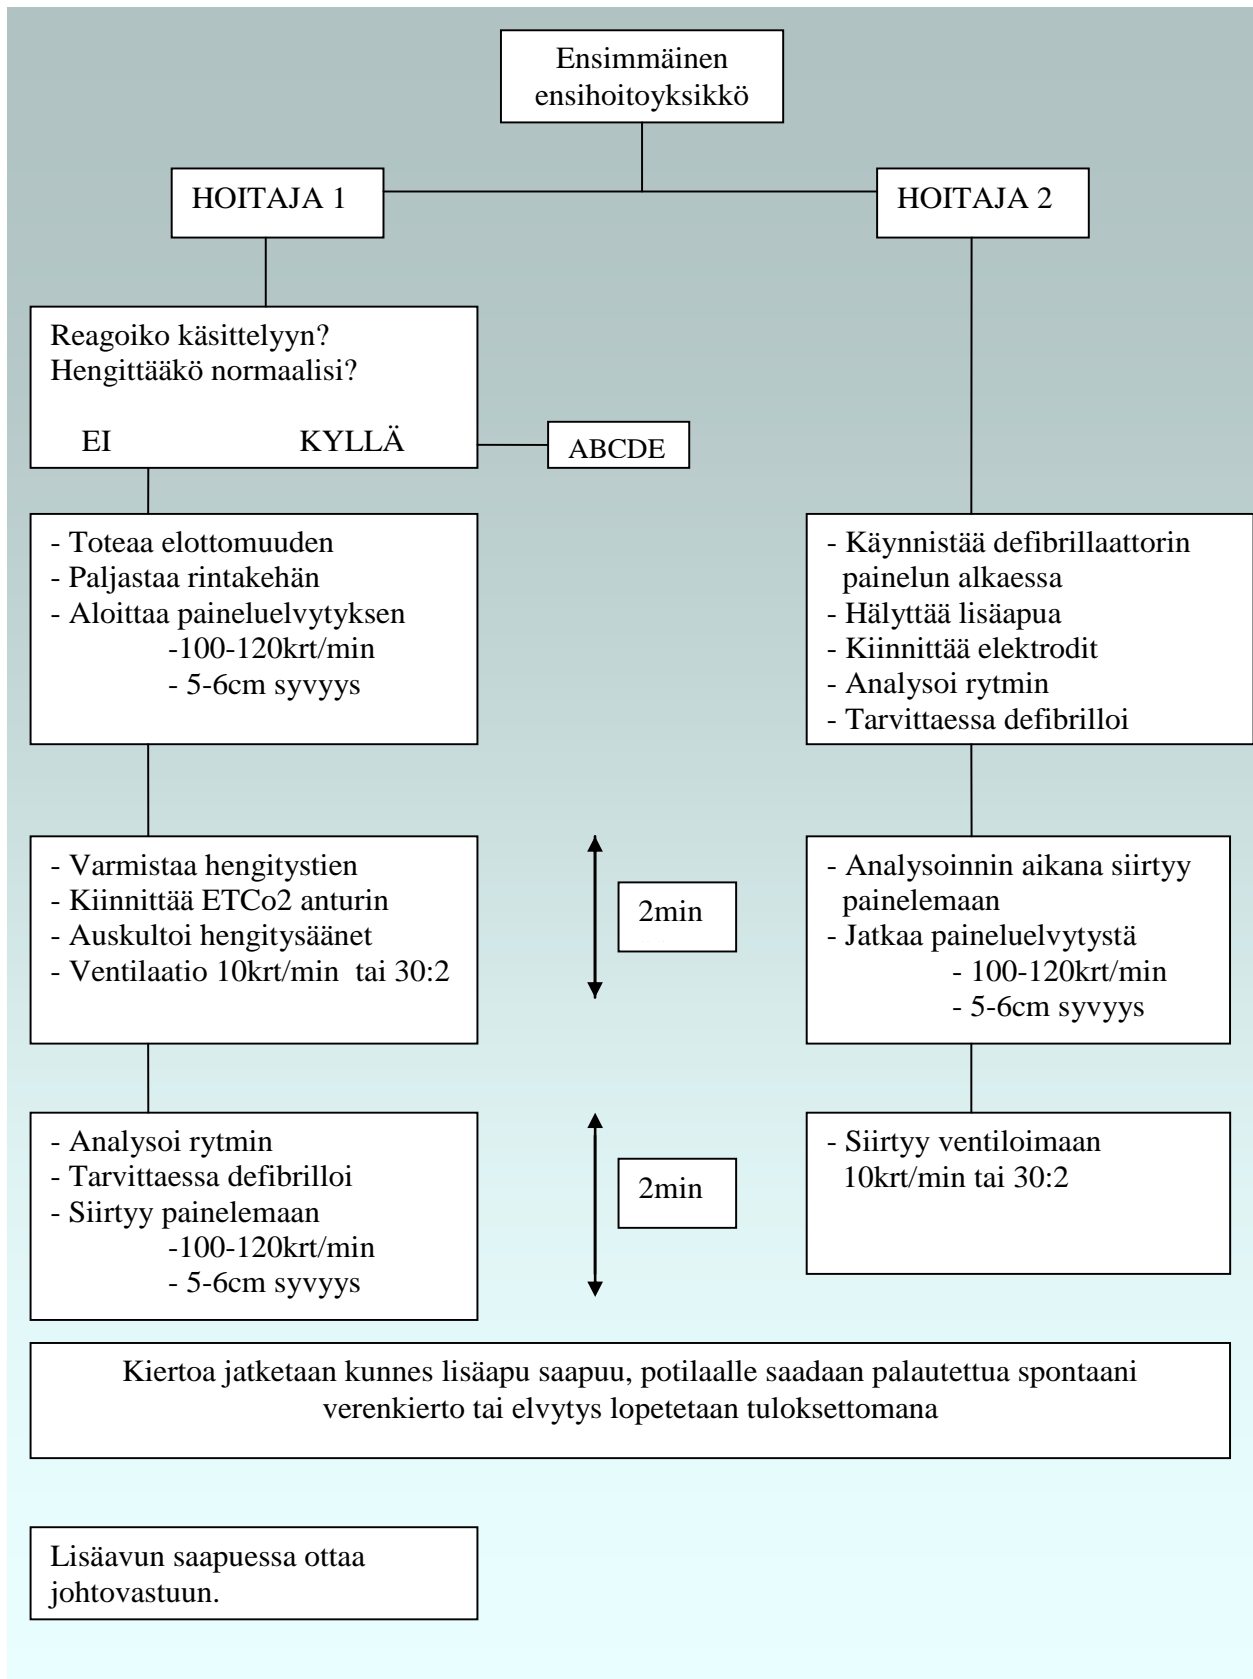 Ensimmäinen
ensihoitoyksikkö
HOITAJA 1
HOITAJA 2
Reagoiko käsittelyyn?
Hengittääkö normaalisi?
EI KYLLÄ
ABCDE
- Toteaa elottomuuden
- Paljastaa rintakehän
- Aloittaa paineluelvytyksen
-100-120krt/min
- 5-6cm syvyys
- Käynnistää defibrillaattorin
painelun alkaessa
- Hälyttää lisäapua
- Kiinnittää elektrodit
- Analysoi rytmin
- Tarvittaessa defibrilloi
- Varmistaa hengitystien
- Kiinnittää ETCo2 anturin
- Auskultoi hengitysäänet
- Ventilaatio 10krt/min tai 30:2
2min
- Analysoinnin aikana siirtyy
painelemaan
- Jatkaa paineluelvytystä
- 100-120krt/min
- 5-6cm syvyys
- Analysoi rytmin
- Tarvittaessa defibrilloi
- Siirtyy painelemaan
-100-120krt/min
- 5-6cm syvyys
2min
- Siirtyy ventiloimaan
10krt/min tai 30:2
Kiertoa jatketaan kunnes lisäapu saapuu, potilaalle saadaan palautettua spontaani
verenkierto tai elvytys lopetetaan tuloksettomana
Lisäavun saapuessa ottaa
johtovastuun.